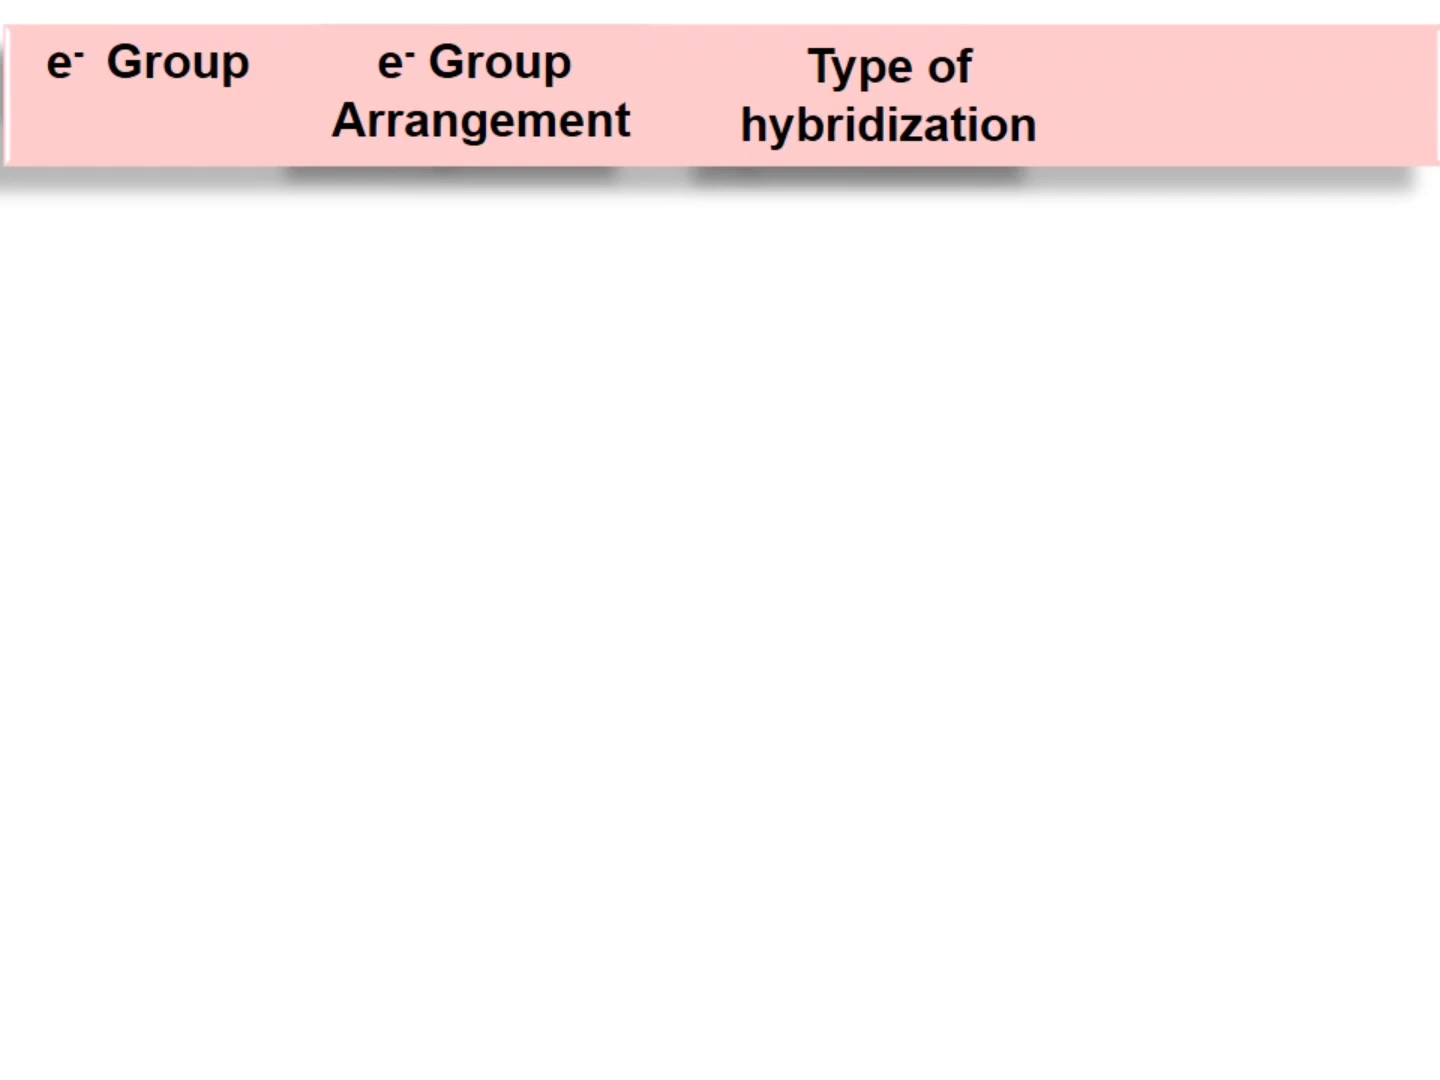 e⁻ Group
e⁻ Group
Arrangement
Type of
hybridization